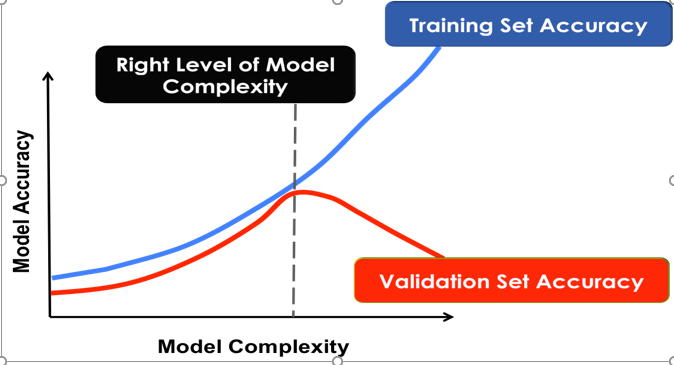 Training Set Accuracy
Right Level of Model
Complexity
Model Accuracy
Validation Set Accuracy
Model Complexity